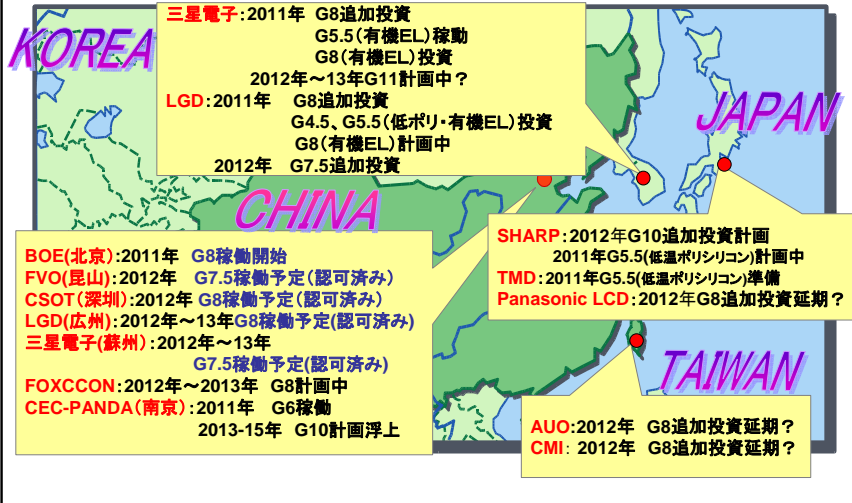 KOREA
三星電子：2011年 G8追加投資
G5.5（有機EL）稼動
G8（有機EL）投資
2012年～13年G11計画中？
LGD：2011年 G8追加投資
G4.5、G5.5（低ポリ・有機EL）投資
G8（有機EL）計画中
2012年 G7.5追加投資
JAPAN
CHINA
SHARP：2012年G10追加投資計画
2011年G5.5(低温ポリシリコン)計画中
TMD：2011年G5.5(低温ポリシリコン)準備
Panasonic LCD：2012年G8追加投資延期？
BOE(北京)：2011年 G8稼働開始
FVO(昆山)：2012年 G7.5稼働予定（認可済み）
CSOT（深圳）：2012年 G8稼働予定（認可済み）
LGD(広州)：2012年～13年G8稼働予定(認可済み)
三星電子(蘇州)：2012年～13年
G7.5稼働予定(認可済み)
FOXCCON：2012年～2013年 G8計画中
CEC-PANDA（南京）：2011年 G6稼働
2013-15年 G10計画浮上
TAIWAN
AUO：2012年 G8追加投資延期？
CMI： 2012年 G8追加投資延期？